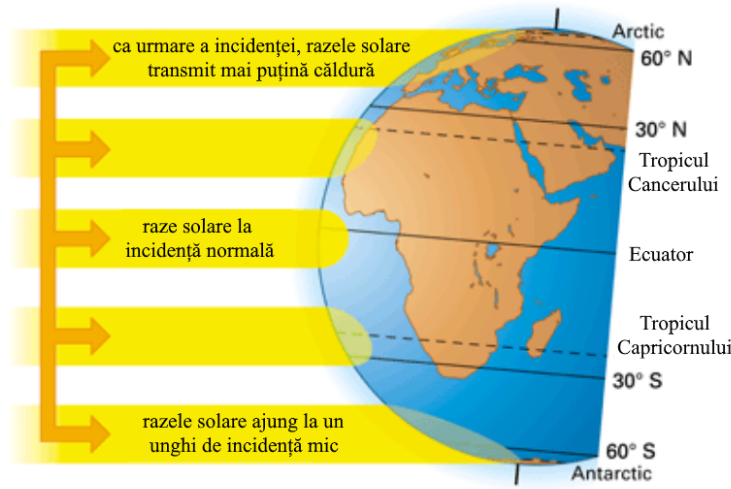 ca urmare a incidenței, razele solare
transmit mai puțină căldură
raze solare la
incidență normală
razele solare ajung la un
unghi de incidență mic
Arctic
60° N
30° N
Tropicul
Cancerului
Ecuator
Tropicul
Capricornului
30° S
60° S
Antarctic